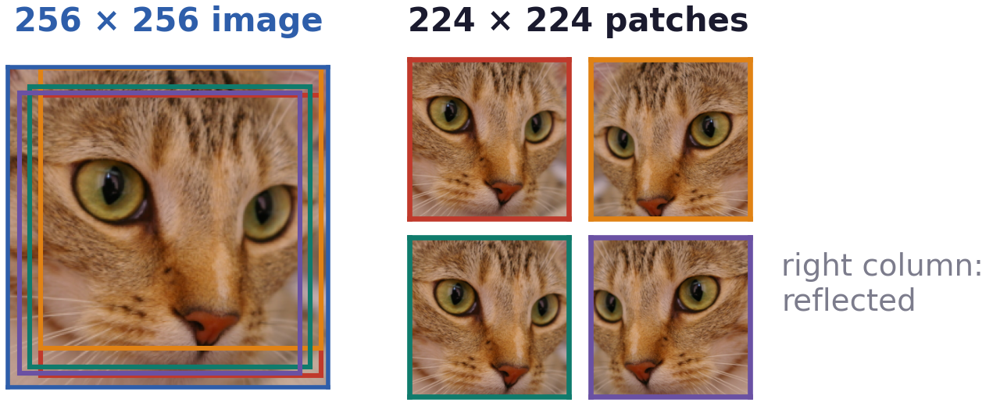 256 × 256 image
224 × 224 patches
right column:
reflected